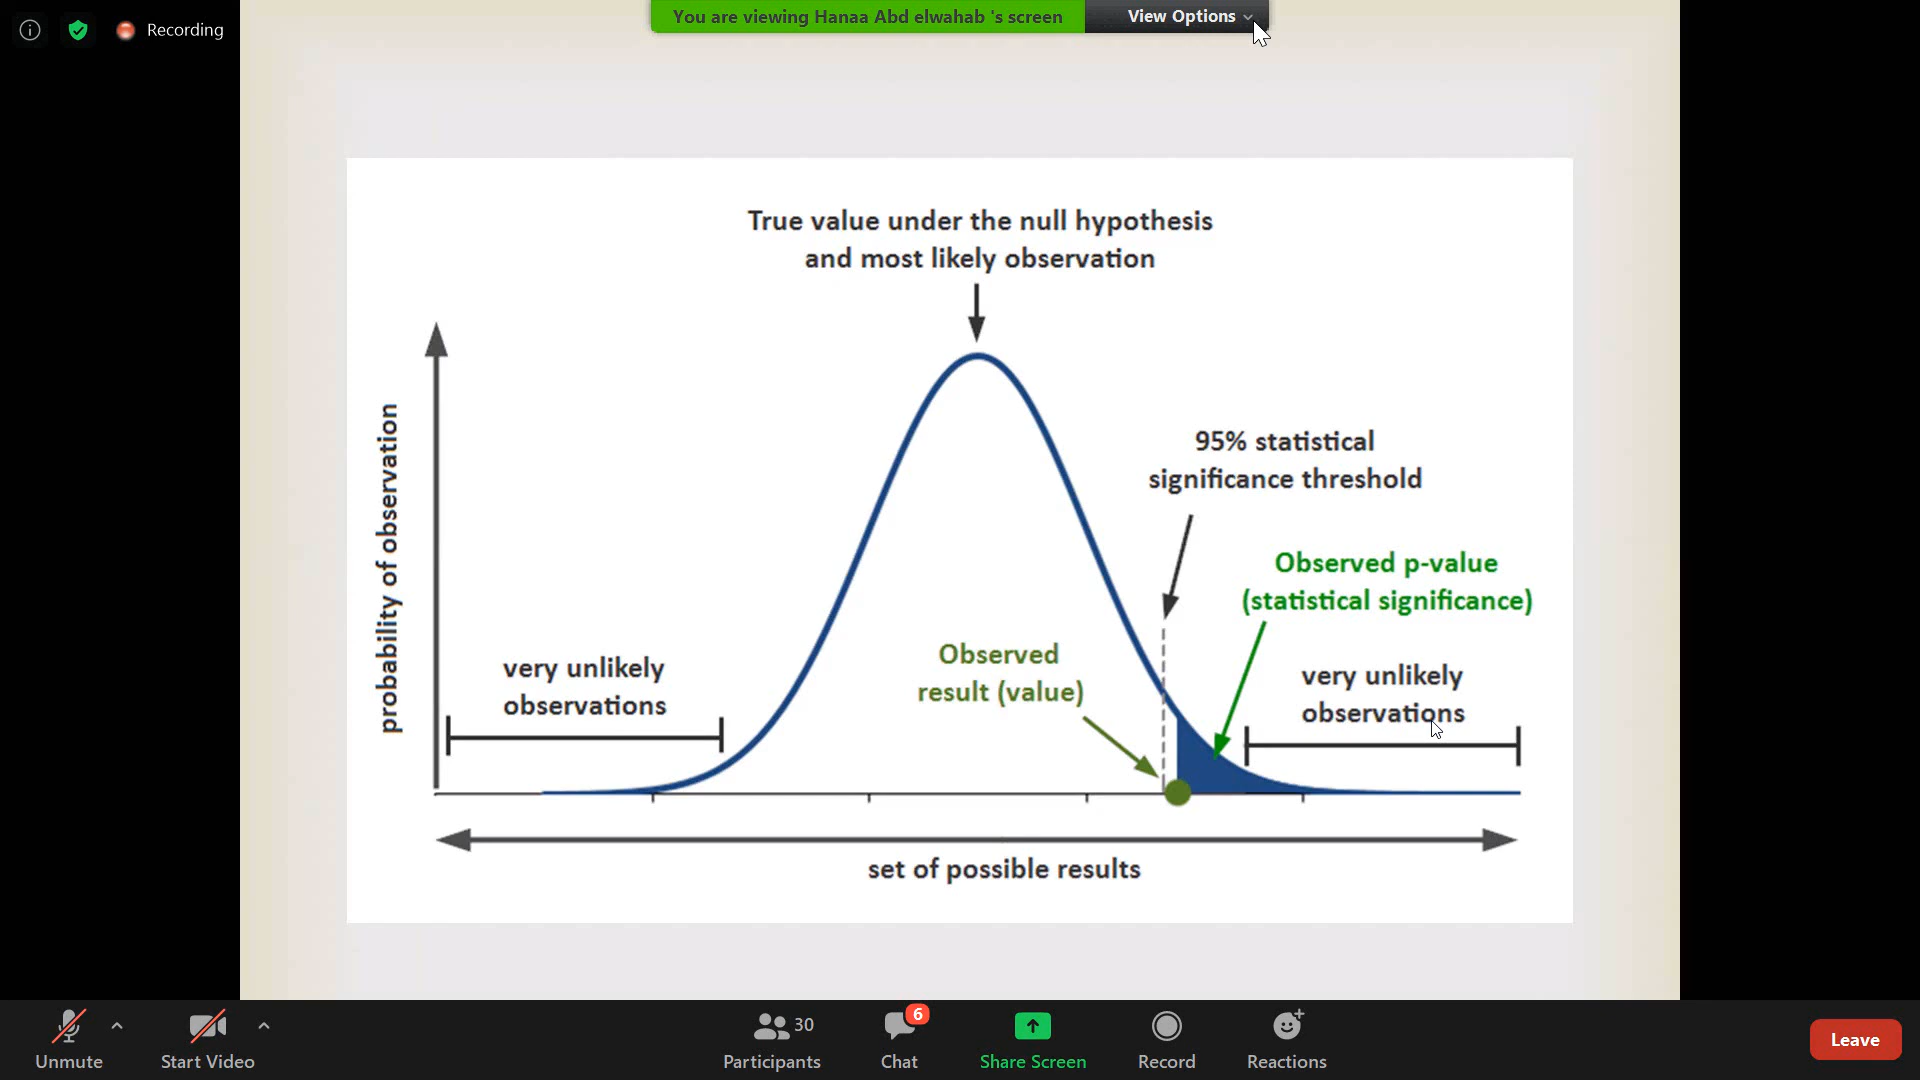 You are viewing Hanaa Abd elwahab 's screen
View Options
Recording
True value under the null hypothesis
and most likely observation
95% statistical
significance threshold
Observed p-value
(statistical significance)
probability of observation
Observed
result (value)
very unlikely
observations
very unlikely
observations
set of possible results
Unmute
Start Video
30
Participants
6
Chat
Share Screen
Record
Reactions
Leave